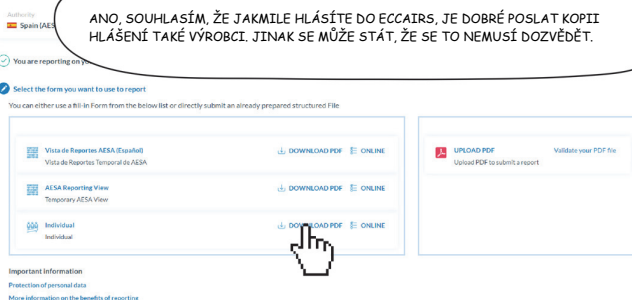 Authority
Spain (AES
ANO, SOUHLASÍM, ŽE JAKMILE HLÁSÍTE DO ECCAIRS, JE DOBRÉ POSLAT KOPII
HLÁŠENÍ TAKÉ VÝROBCI. JINAK SE MŮŽE STÁT, ŽE SE TO NEMUSÍ DOZVĚDĚT.
You are reporting on yo
Select the form you want to use to report
You can either use a fill-in Form from the below list or directly submit an already prepared structured File
Vista de Reportes AESA (Español) DOWNLOAD PDF ONLINE
Vista de Reportes Temporal de AESA
AESA Reporting View DOWNLOAD PDF ONLINE
Temporary AESA View
Individual DOWNLOAD PDF ONLINE
Individual
UPLOAD PDF Validate your PDF file
Upload PDF to submit a report
Important information
Protection of personal data
More information on the benefits of reporting